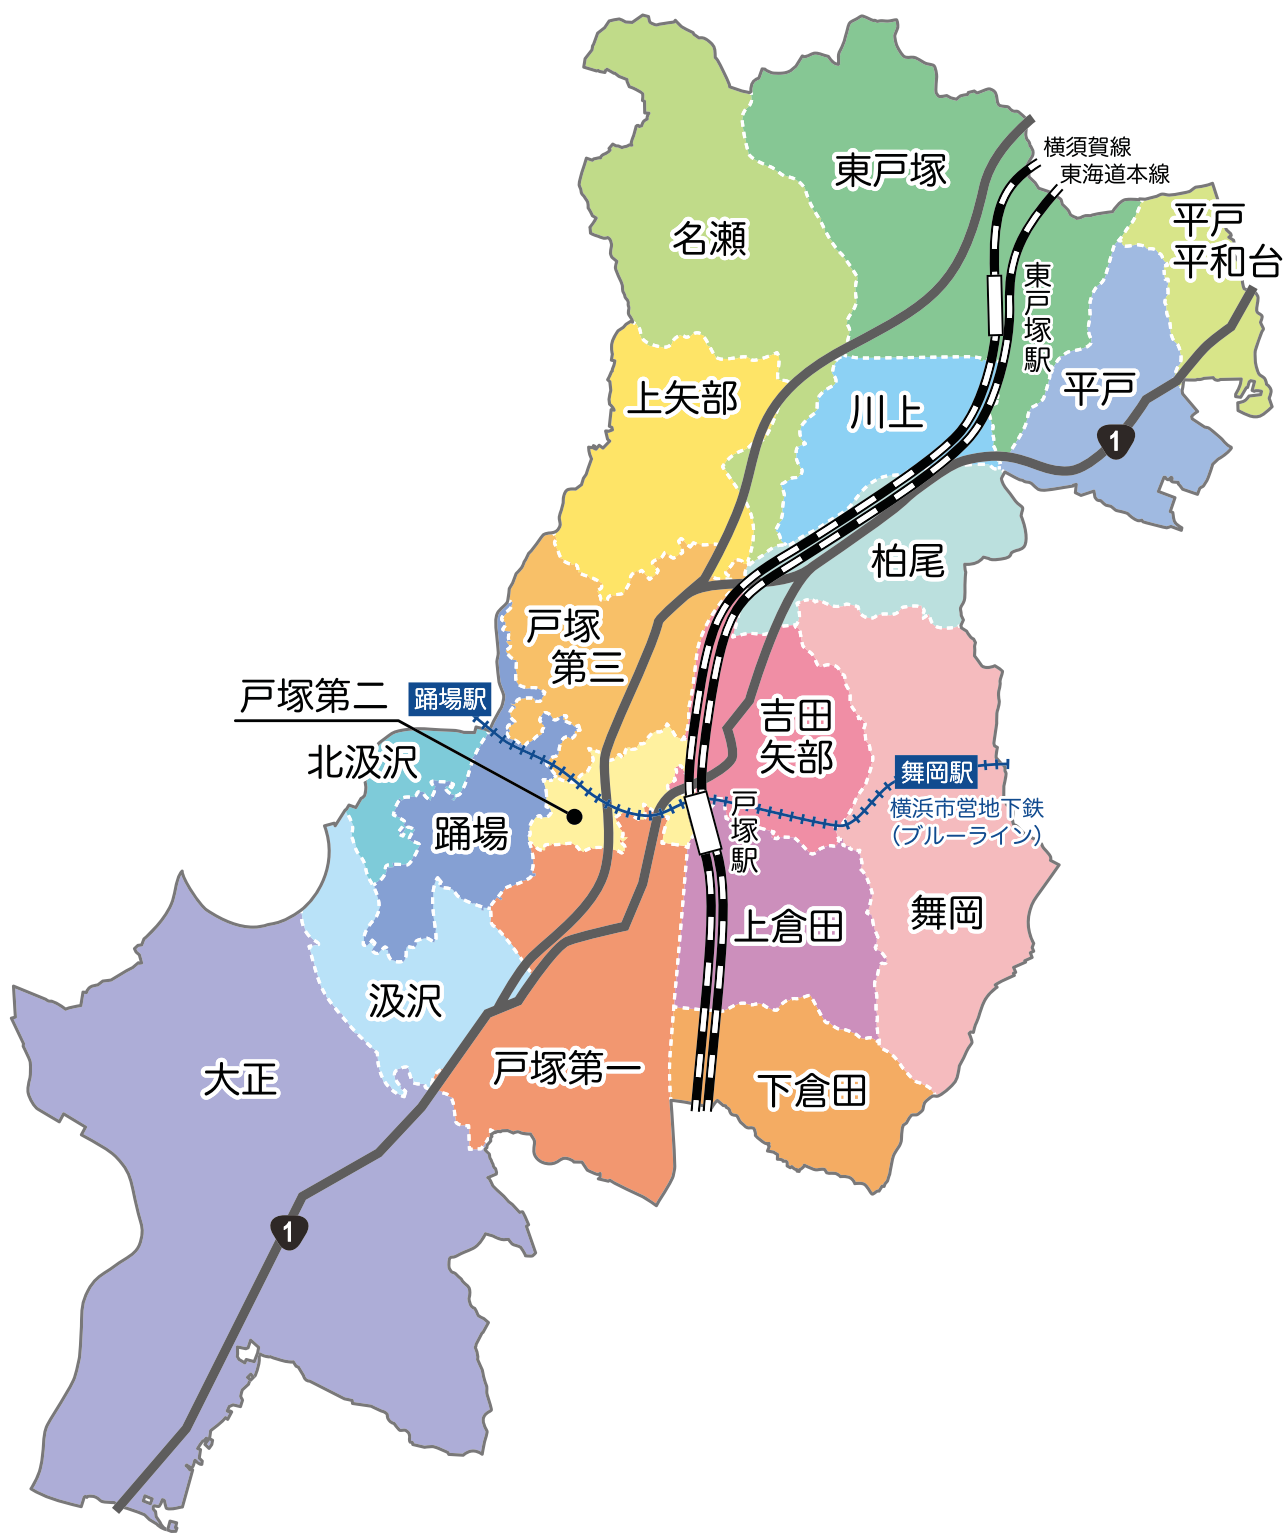 横須賀線
東海道本線
東戸塚
平戸
平和台
名瀬
東戸塚駅
平戸
上矢部
川上
1
柏尾
戸塚
第三
戸塚第二
踊場駅
吉田
矢部
北汲沢
舞岡駅
横浜市営地下鉄
(ブルーライン)
戸塚駅
踊場
舞岡
上倉田
汲沢
戸塚第一
大正
下倉田
1